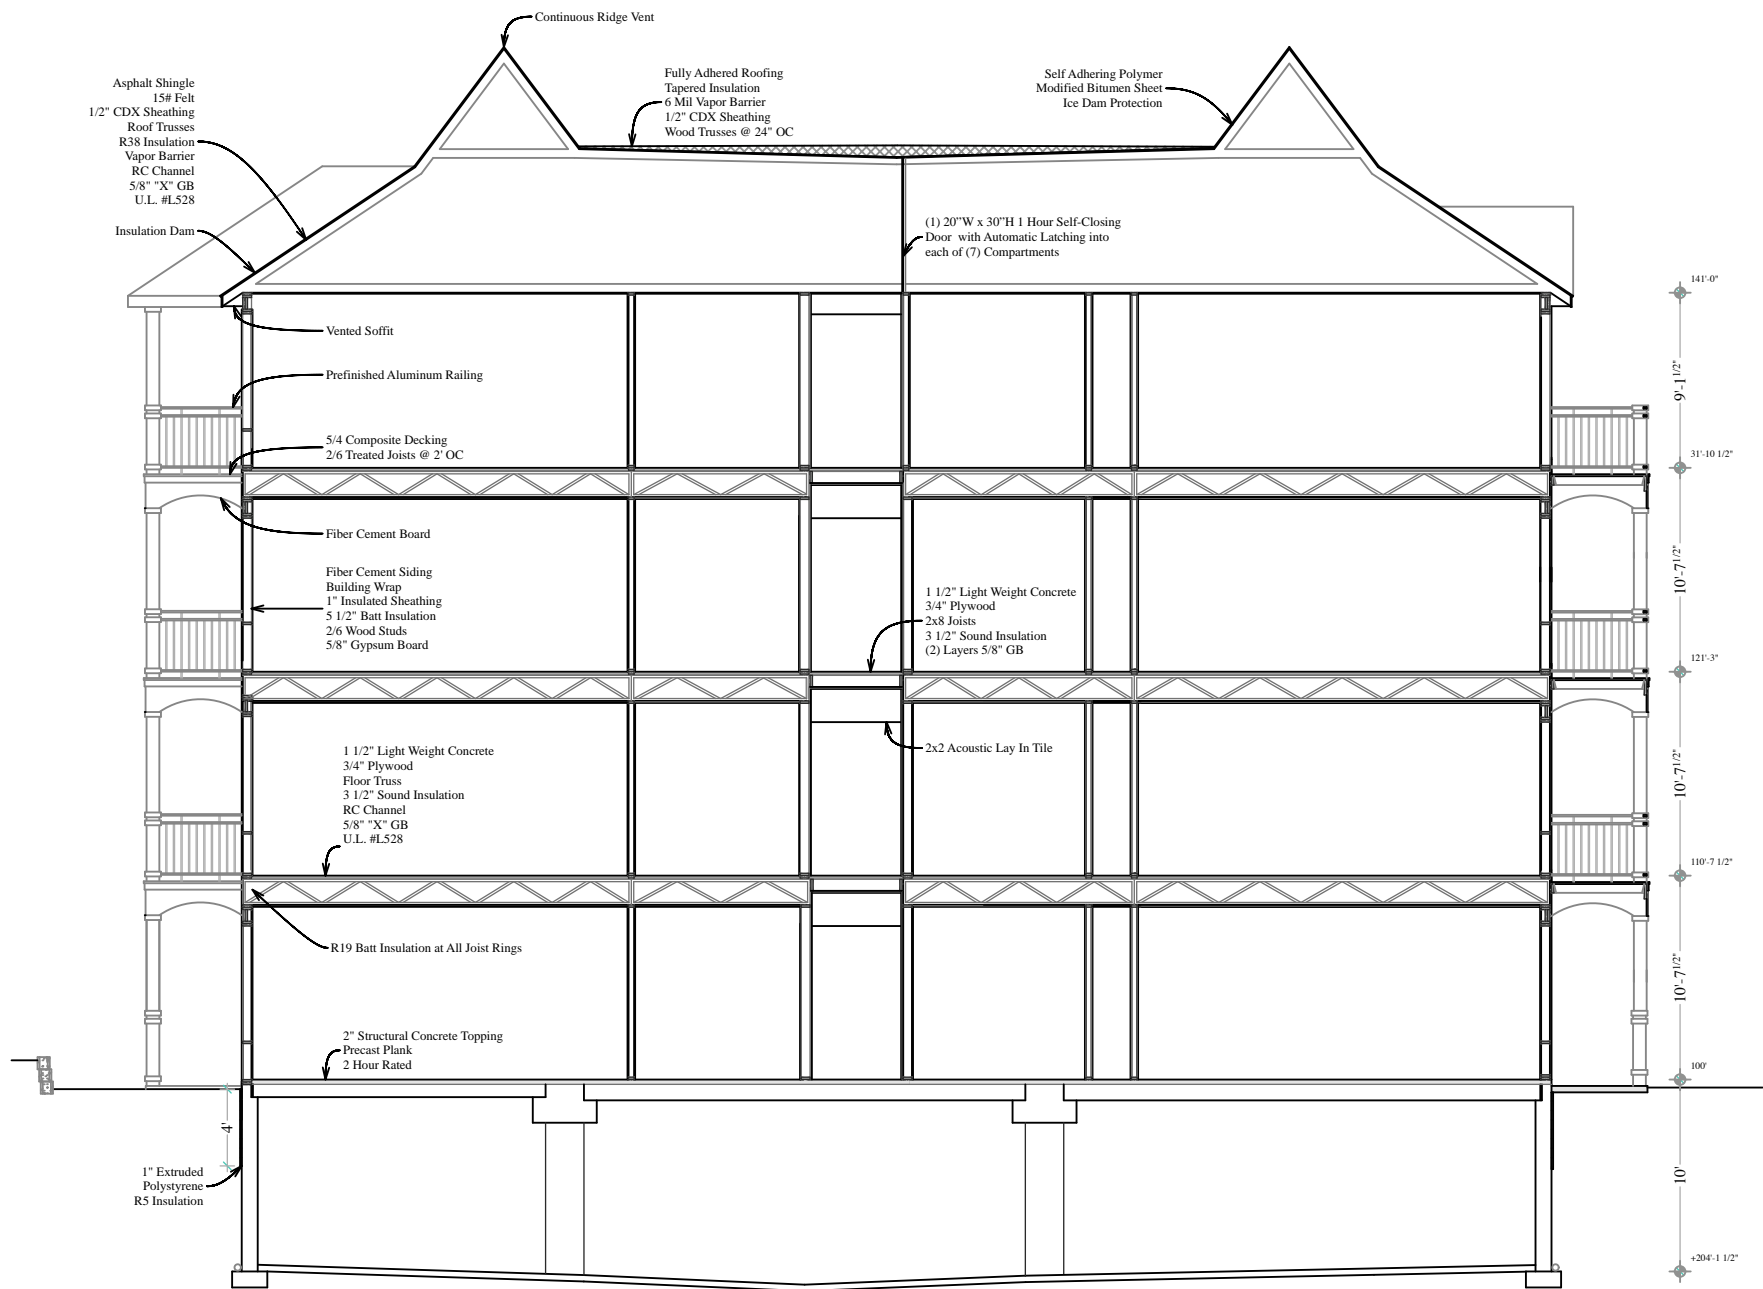 Continuous Ridge Vent
Asphalt Shingle
15# Felt
1/2" CDX Sheathing
Roof Trusses
R38 Insulation
Vapor Barrier
RC Channel
5/8" "X" GB
U.L. #L528
Insulation Dam
Fully Adhered Roofing
Tapered Insulation
6 Mil Vapor Barrier
1/2" CDX Sheathing
Wood Trusses @ 24" OC
Self Adhering Polymer
Modified Bitumen Sheet
Ice Dam Protection
(1) 20”W x 30”H 1 Hour Self-Closing
Door with Automatic Latching into
each of (7) Compartments
Vented Soffit
Prefinished Aluminum Railing
5/4 Composite Decking
2/6 Treated Joists @ 2' OC
Fiber Cement Board
Fiber Cement Siding
Building Wrap
1" Insulated Sheathing
5 1/2" Batt Insulation
2/6 Wood Studs
5/8" Gypsum Board
1 1/2" Light Weight Concrete
3/4" Plywood
2x8 Joists
3 1/2" Sound Insulation
(2) Layers 5/8" GB
2x2 Acoustic Lay In Tile
1 1/2" Light Weight Concrete
3/4" Plywood
Floor Truss
3 1/2" Sound Insulation
RC Channel
5/8" "X" GB
U.L. #L528
R19 Batt Insulation at All Joist Rings
2" Structural Concrete Topping
Precast Plank
2 Hour Rated
4'
1" Extruded
Polystyrene
R5 Insulation
141'-0"
9'-1 1/2"
31'-10 1/2"
10'-7 1/2"
121'-3"
10'-7 1/2"
110'-7 1/2"
10'-7 1/2"
100'
10'
+204'-1 1/2"